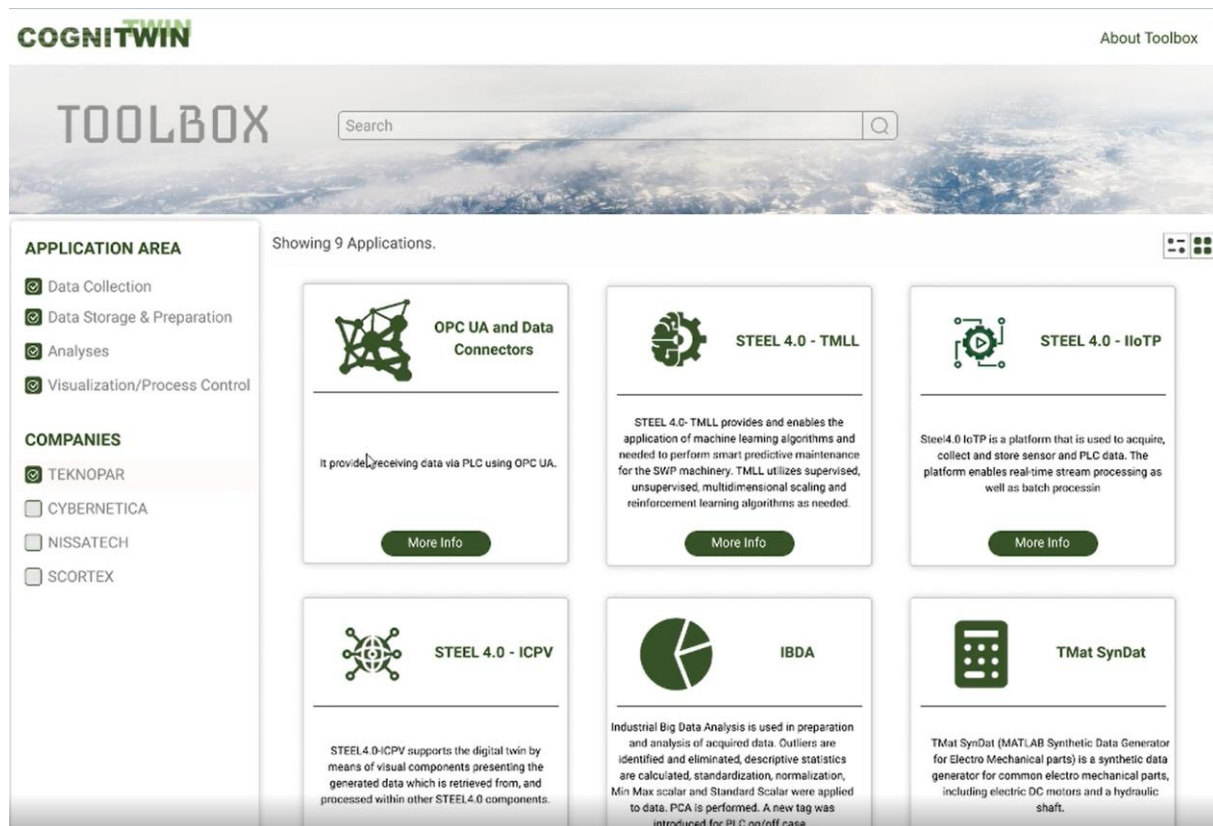 COGNITWIN
About Toolbox
TOOLBOX
Search
APPLICATION AREA
Data Collection
Data Storage & Preparation
Analyses
Visualization/Process Control
COMPANIES
TEKNOPAR
CYBERNETICA
NISSATECH
SCORTEX
Showing 9 Applications.
OPC UA and Data
Connectors
It provides receiving data via PLC using OPC UA.
More Info
STEEL 4.0 - TMLL
STEEL 4.0- TMLL provides and enables the
application of machine learning algorithms and
needed to perform smart predictive maintenance
for the SWP machinery. TMLL utilizes supervised,
unsupervised, multidimensional scaling and
reinforcement learning algorithms as needed.
More Info
STEEL 4.0 - IIoTP
Steel4.0 IoTP is a platform that is used to acquire,
collect and store sensor and PLC data. The
platform enables real-time stream processing as
well as batch processin
More Info
STEEL 4.0 - ICPV
STEEL4.0-ICPV supports the digital twin by
means of visual components presenting the
generated data which is retrieved from, and
processed within other STEEL4.0 components.
IBDA
Industrial Big Data Analysis is used in preparation
and analysis of acquired data. Outliers are
identified and eliminated, descriptive statistics
are calculated, standardization, normalization,
Min Max scalar and Standard Scalar were applied
to data. PCA is performed. A new tag was
introduced for PLC on/off case
TMat SynDat
TMat SynDat (MATLAB Synthetic Data Generator
for Electro Mechanical parts) is a synthetic data
generator for common electro mechanical parts,
including electric DC motors and a hydraulic
shaft.